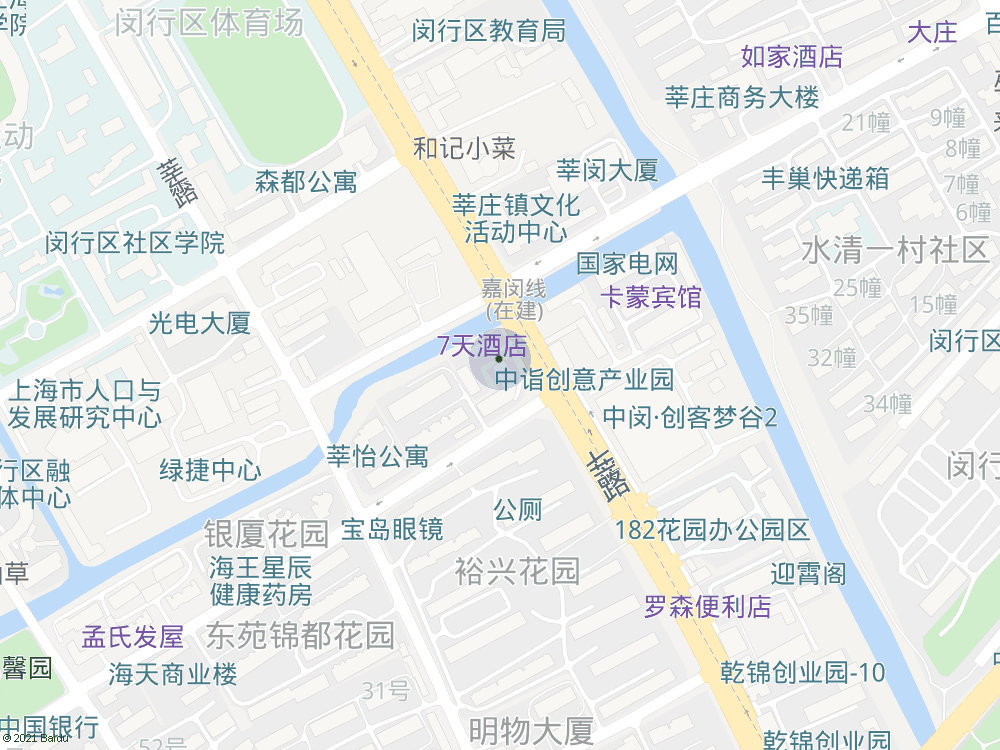 闵行区体育场
闵行区教育局
大庄
如家酒店
莘庄商务大楼
21幢
9幢
8幢
7幢
6幢
和记小菜
莘闵大厦
丰巢快递箱
森都公寓
莘庄镇文化
活动中心
闵行区社区学院
水清一村社区
国家电网
卡蒙宾馆
嘉闵线
(在建)
25幢
15幢
35幢
32幢
34幢
光电大厦
7天酒店
中诣创意产业园
上海市人口与
发展研究中心
中闵·创客梦谷2
莘怡公寓
绿捷中心
公厕
银厦花园
宝岛眼镜
182花园办公园区
海王星辰
健康药房
裕兴花园
迎霄阁
罗森便利店
孟氏发屋
东苑锦都花园
海天商业楼
馨园
乾锦创业园-10
31号
中国银行
明物大厦
乾锦创业园
52号
© 2021 Baidu